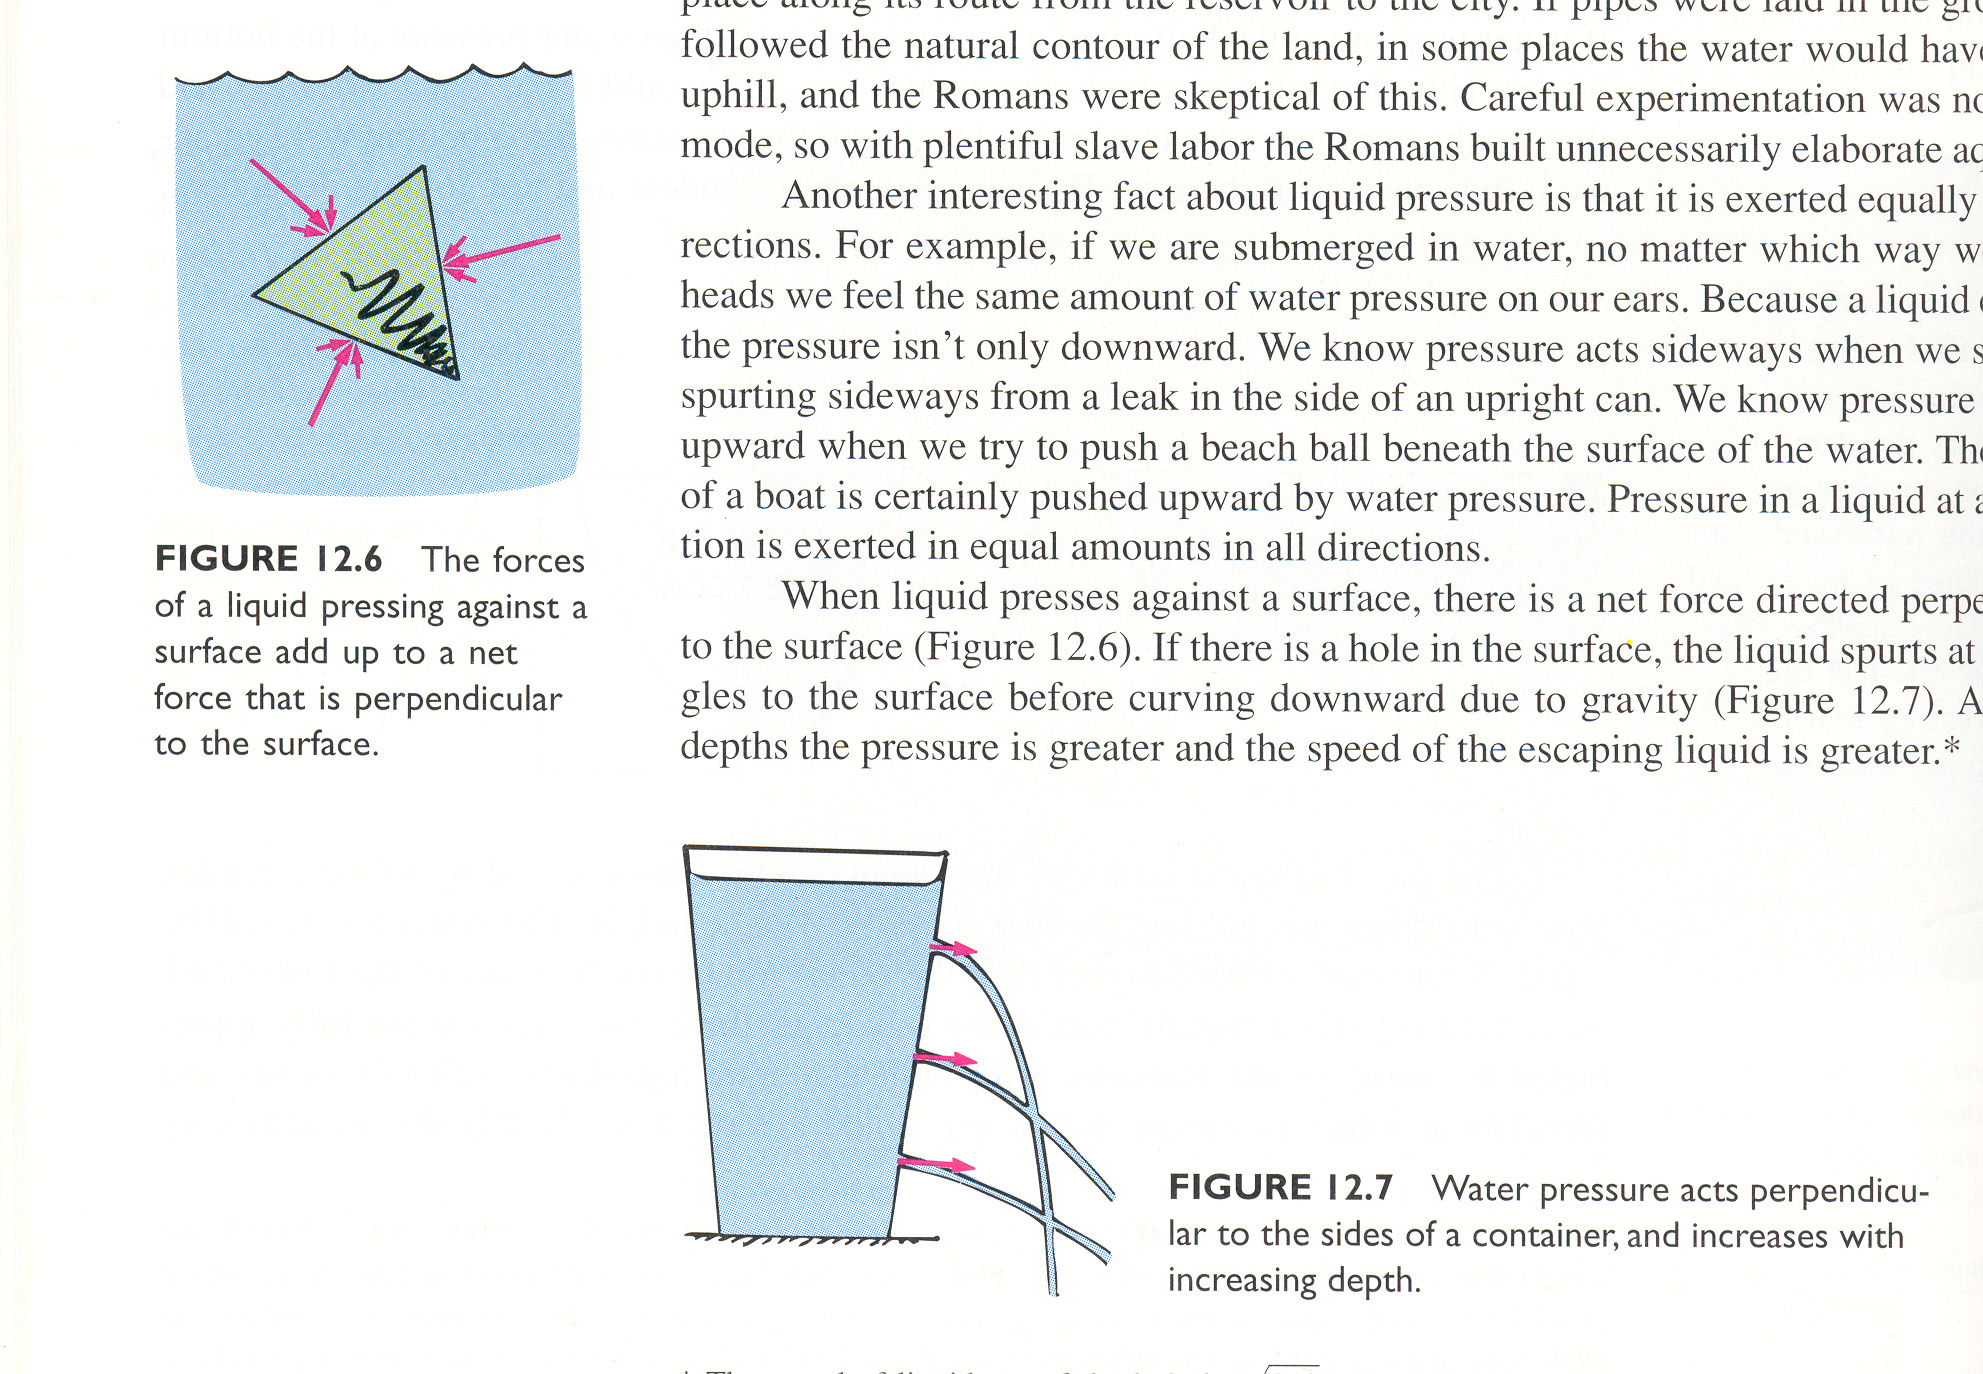 followed the natural contour of the land, in some places the water would have
uphill, and the Romans were skeptical of this. Careful experimentation was
mode, so with plentiful slave labor the Romans built unnecessarily elaborate
Another interesting fact about liquid pressure is that it is exerted equally
rections. For example, if we are submerged in water, no matter which way
heads we feel the same amount of water pressure on our ears. Because a liquid
the pressure isn't only downward. We know pressure acts sideways when we
spurting sideways from a leak in the side of an upright can. We know pressure
upward when we try to push a beach ball beneath the surface of the water.
of a boat is certainly pushed upward by water pressure. Pressure in a liquid at
tion is exerted in equal amounts in all directions.
When liquid presses against a surface, there is a net force directed
to the surface (Figure 12.6). If there is a hole in the surface, the liquid spurts at
gles to the surface before curving downward due to gravity (Figure 12.7).
depths the pressure is greater and the speed of the escaping liquid is greater.*
FIGURE 12.6 The forces
of a liquid pressing against a
surface add up to a net
force that is perpendicular
to the surface.
FIGURE 12.7 Water pressure acts perpendicu-
lar to the sides of a container, and increases with
increasing depth.